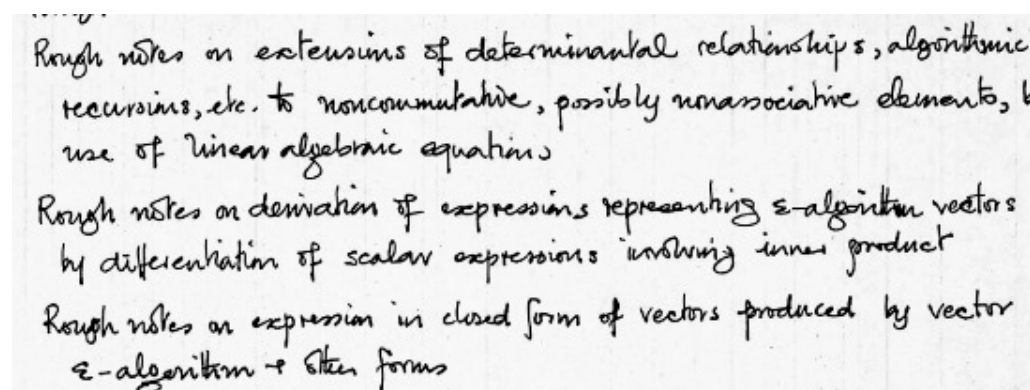 Rough notes on extensions of determinantal relationships, algorithmic
recursions, etc. to noncommutative, possibly nonassociative elements,
use of linear algebraic equations
Rough notes on derivation of expressions representing ε-algorithm vectors
by differentiation of scalar expressions involving inner product
Rough notes on expression in closed form of vectors produced by vector
ε-algorithm + other forms